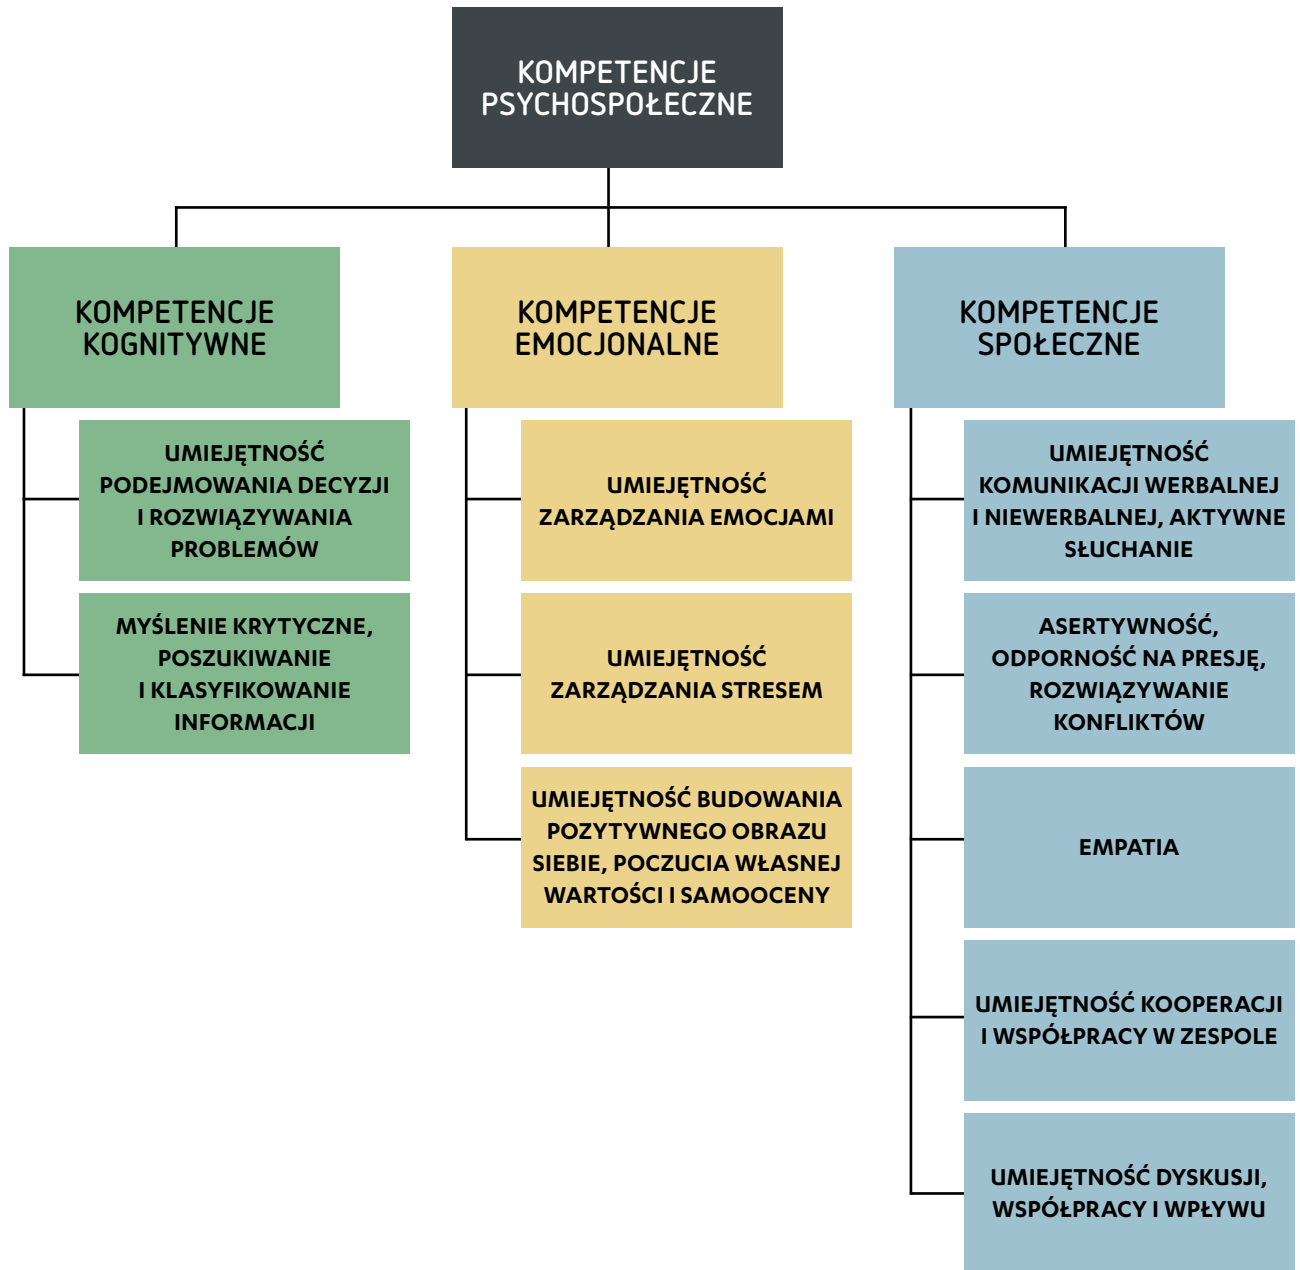 KOMPETENCJE
PSYCHOSPOŁECZNE
KOMPETENCJE
KOGNITYWNE
UMIEJĘTNOŚĆ
PODEJMOWANIA DECYZJI
I ROZWIĄZYWANIA
PROBLEMÓW
MYŚLENIE KRYTYCZNE,
POSZUKIWANIE
I KLASYFIKOWANIE
INFORMACJI
KOMPETENCJE
EMOCJONALNE
UMIEJĘTNOŚĆ
ZARZĄDZANIA EMOCJAMI
UMIEJĘTNOŚĆ
ZARZĄDZANIA STRESEM
UMIEJĘTNOŚĆ BUDOWANIA
POZYTYWNEGO OBRAZU
SIEBIE, POCZUCIA WŁASNEJ
WARTOŚCI I SAMOOCENY
KOMPETENCJE
SPOŁECZNE
UMIEJĘTNOŚĆ
KOMUNIKACJI WERBALNEJ
I NIEWERBALNEJ, AKTYWNE
SŁUCHANIE
ASERTYWNOŚĆ,
ODPORNOŚĆ NA PRESJĘ,
ROZWIĄZYWANIE
KONFLIKTÓW
EMPATIA
UMIEJĘTNOŚĆ KOOPERACJI
I WSPÓŁPRACY W ZESPOLE
UMIEJĘTNOŚĆ DYSKUSJI,
WSPÓŁPRACY I WPŁYWU